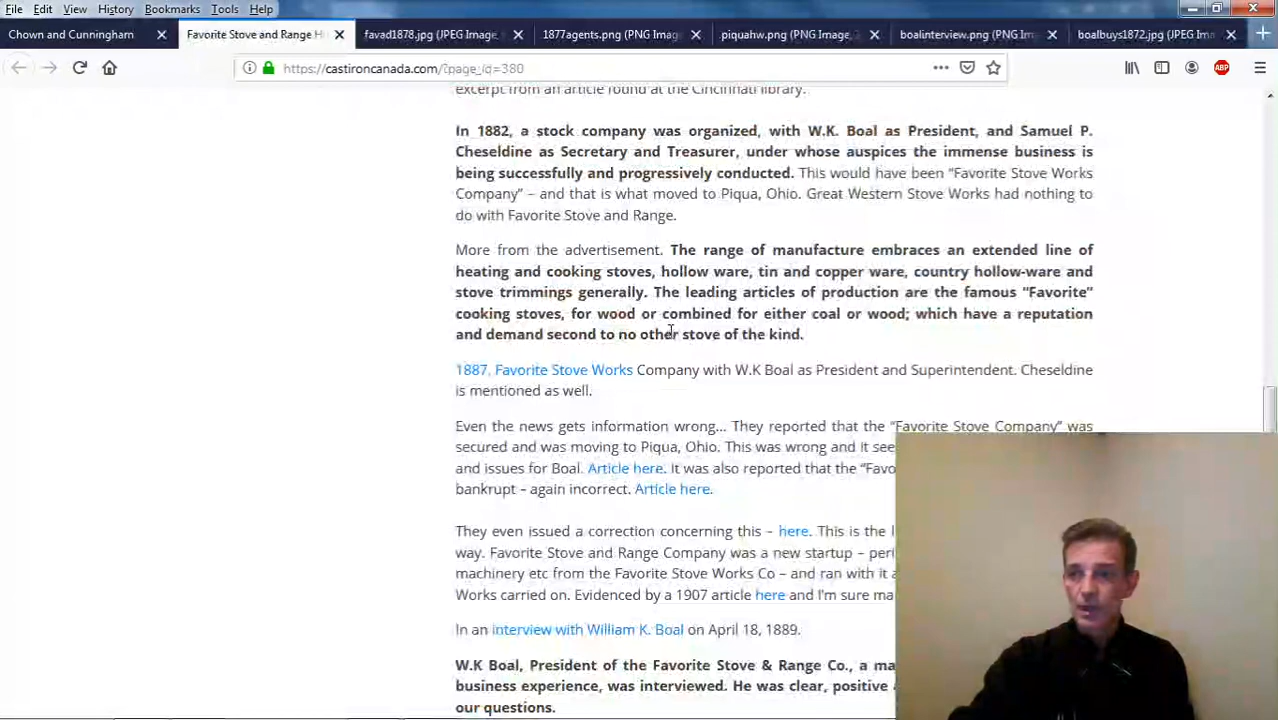 File Edit View History Bookmarks Tools Help
Chown and Cunningham
Favorite Stove and Range H
favad1878.jpg (JPEG Image,
1877agents.png (PNG Image,
piquahw.png (PNG Image,
boalinterview.png (PNG Im
boalbuys1872.jpg (JPEG Im
https://castironcanada.com/?page_id=380
ABP
excerpt from an article found at the Cincinnati library.
In 1882, a stock company was organized, with W.K. Boal as President, and Samuel P.
Cheseldine as Secretary and Treasurer, under whose auspices the immense business is
being successfully and progressively conducted. This would have been “Favorite Stove Works
Company” – and that is what moved to Piqua, Ohio. Great Western Stove Works had nothing to
do with Favorite Stove and Range.
More from the advertisement. The range of manufacture embraces an extended line of
heating and cooking stoves, hollow ware, tin and copper ware, country hollow-ware and
stove trimmings generally. The leading articles of production are the famous “Favorite”
cooking stoves, for wood or combined for either coal or wood; which have a reputation
and demand second to no other stove of the kind.
1887. Favorite Stove Works Company with W.K Boal as President and Superintendent. Cheseldine
is mentioned as well.
Even the news gets information wrong… They reported that the “Favorite Stove Company” was
secured and was moving to Piqua, Ohio. This was wrong and it see
and issues for Boal. Article here. It was also reported that the “Favo
bankrupt – again incorrect. Article here.
They even issued a correction concerning this – here. This is the
way. Favorite Stove and Range Company was a new startup – peri
machinery etc from the Favorite Stove Works Co – and ran with it
Works carried on. Evidenced by a 1907 article here and I'm sure ma
In an interview with William K. Boal on April 18, 1889.
W.K Boal, President of the Favorite Stove & Range Co., a ma
business experience, was interviewed. He was clear, positive
our questions.